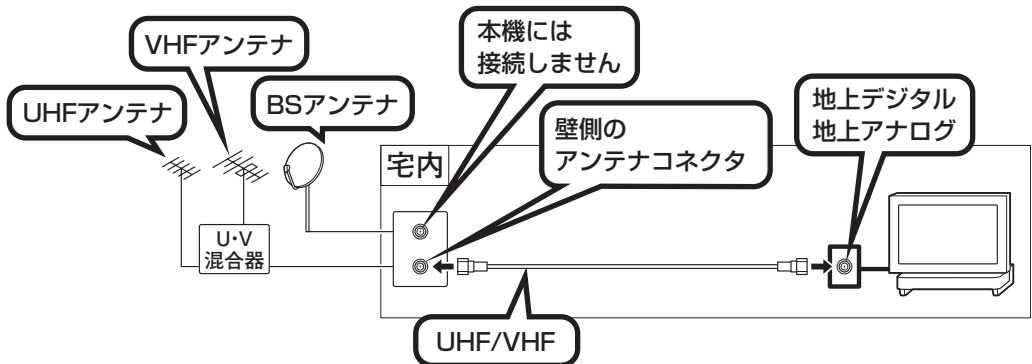 VHFアンテナ
UHFアンテナ
BSアンテナ
本機には
接続しません
壁側の
アンテナコネクタ
地上デジタル
地上アナログ
宅内
U・V
混合器
UHF/VHF